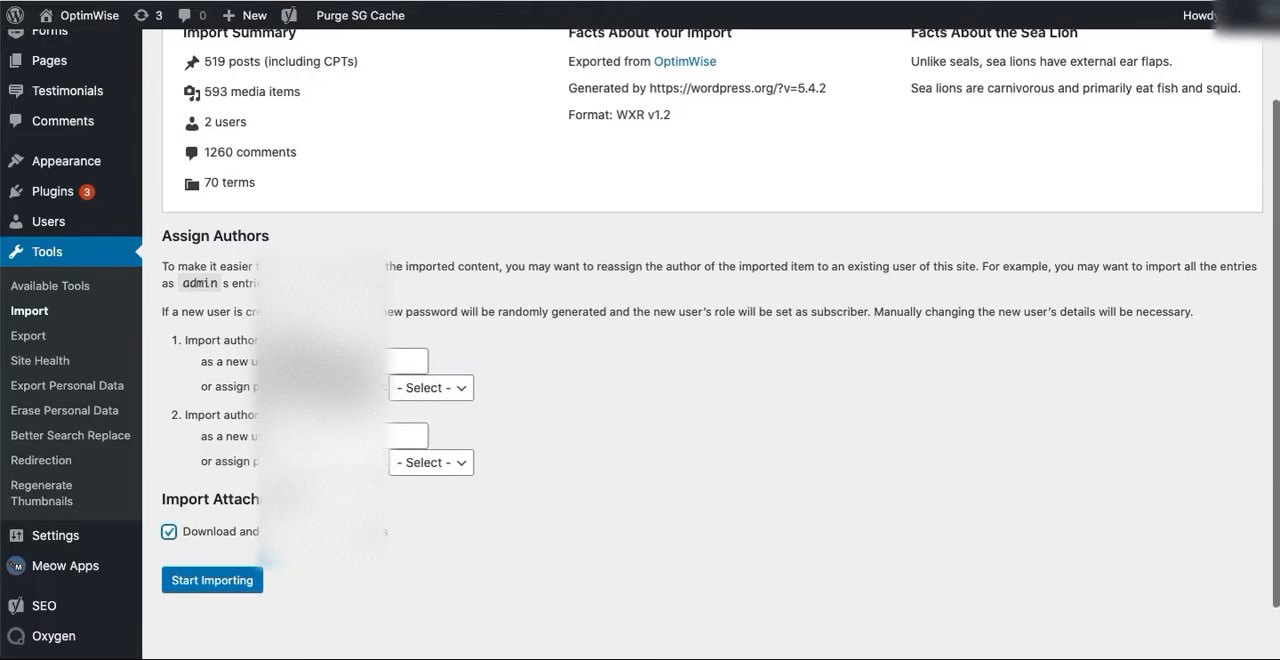 OptimWise 3 0 New Purge SG Cache Howdy
Forms
Pages
Testimonials
Comments
Appearance
Plugins 3
Users
Tools
Available Tools
Import
Export
Site Health
Export Personal Data
Erase Personal Data
Better Search Replace
Redirection
Regenerate
Thumbnails
Settings
Meow Apps
SEO
Oxygen
Import Summary
519 posts (including CPTs)
593 media items
2 users
1260 comments
70 terms
Facts About Your Import
Exported from OptimWise
Generated by https://wordpress.org/?v=5.4.2
Format: WXR v1.2
Facts About the Sea Lion
Unlike seals, sea lions have external ear flaps.
Sea lions are carnivorous and primarily eat fish and squid.
Assign Authors
To make it easier the imported content, you may want to reassign the author of the imported item to an existing user of this site. For example, you may want to import all the entries
as admin s
If a new user is new password will be randomly generated and the new user's role will be set as subscriber. Manually changing the new user's details will be necessary.
1. Import author
as a new
or assign
- Select -
2. Import author
as a new
or assign
- Select -
Import
Download and
Start Importing